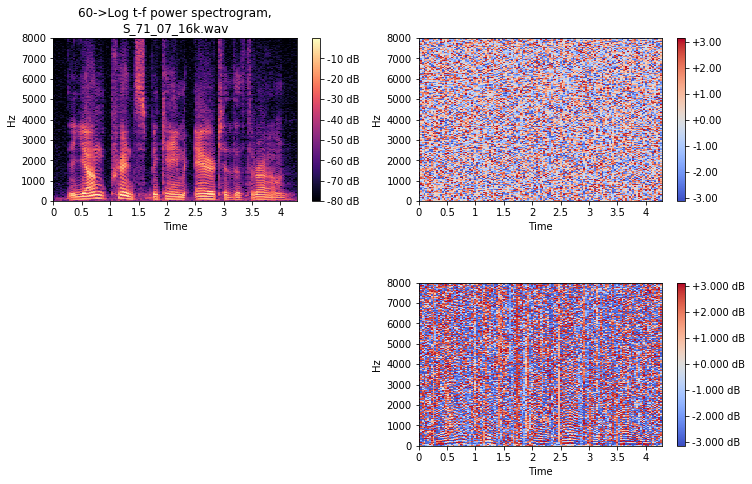 60->Log t-f power spectrogram,
S_71_07_16k.wav
8000
7000
6000
5000
4000
3000
2000
1000
0
Hz
0 0.5 1 1.5 2 2.5 3 3.5 4
Time
-10 dB
-20 dB
-30 dB
-40 dB
-50 dB
-60 dB
-70 dB
-80 dB
8000
7000
6000
5000
4000
3000
2000
1000
0
Hz
0 0.5 1 1.5 2 2.5 3 3.5 4
Time
+3.00
+2.00
+1.00
+0.00
-1.00
-2.00
-3.00
8000
7000
6000
5000
4000
3000
2000
1000
0
Hz
0 0.5 1 1.5 2 2.5 3 3.5 4
Time
+3.000 dB
+2.000 dB
+1.000 dB
+0.000 dB
-1.000 dB
-2.000 dB
-3.000 dB